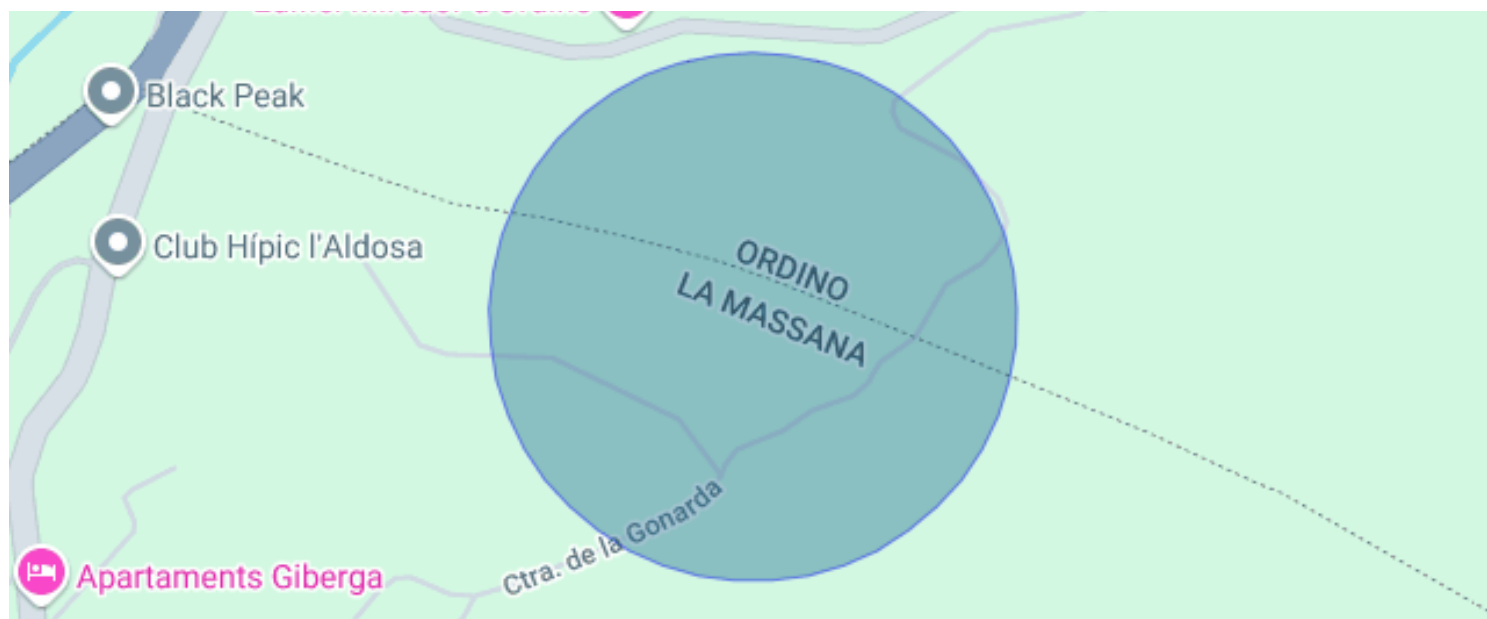 Black Peak
Club Hípic l'Aldosa
ORDINO
LA MASSANA
Ctra. de la Gonarda
Apartaments Giberga